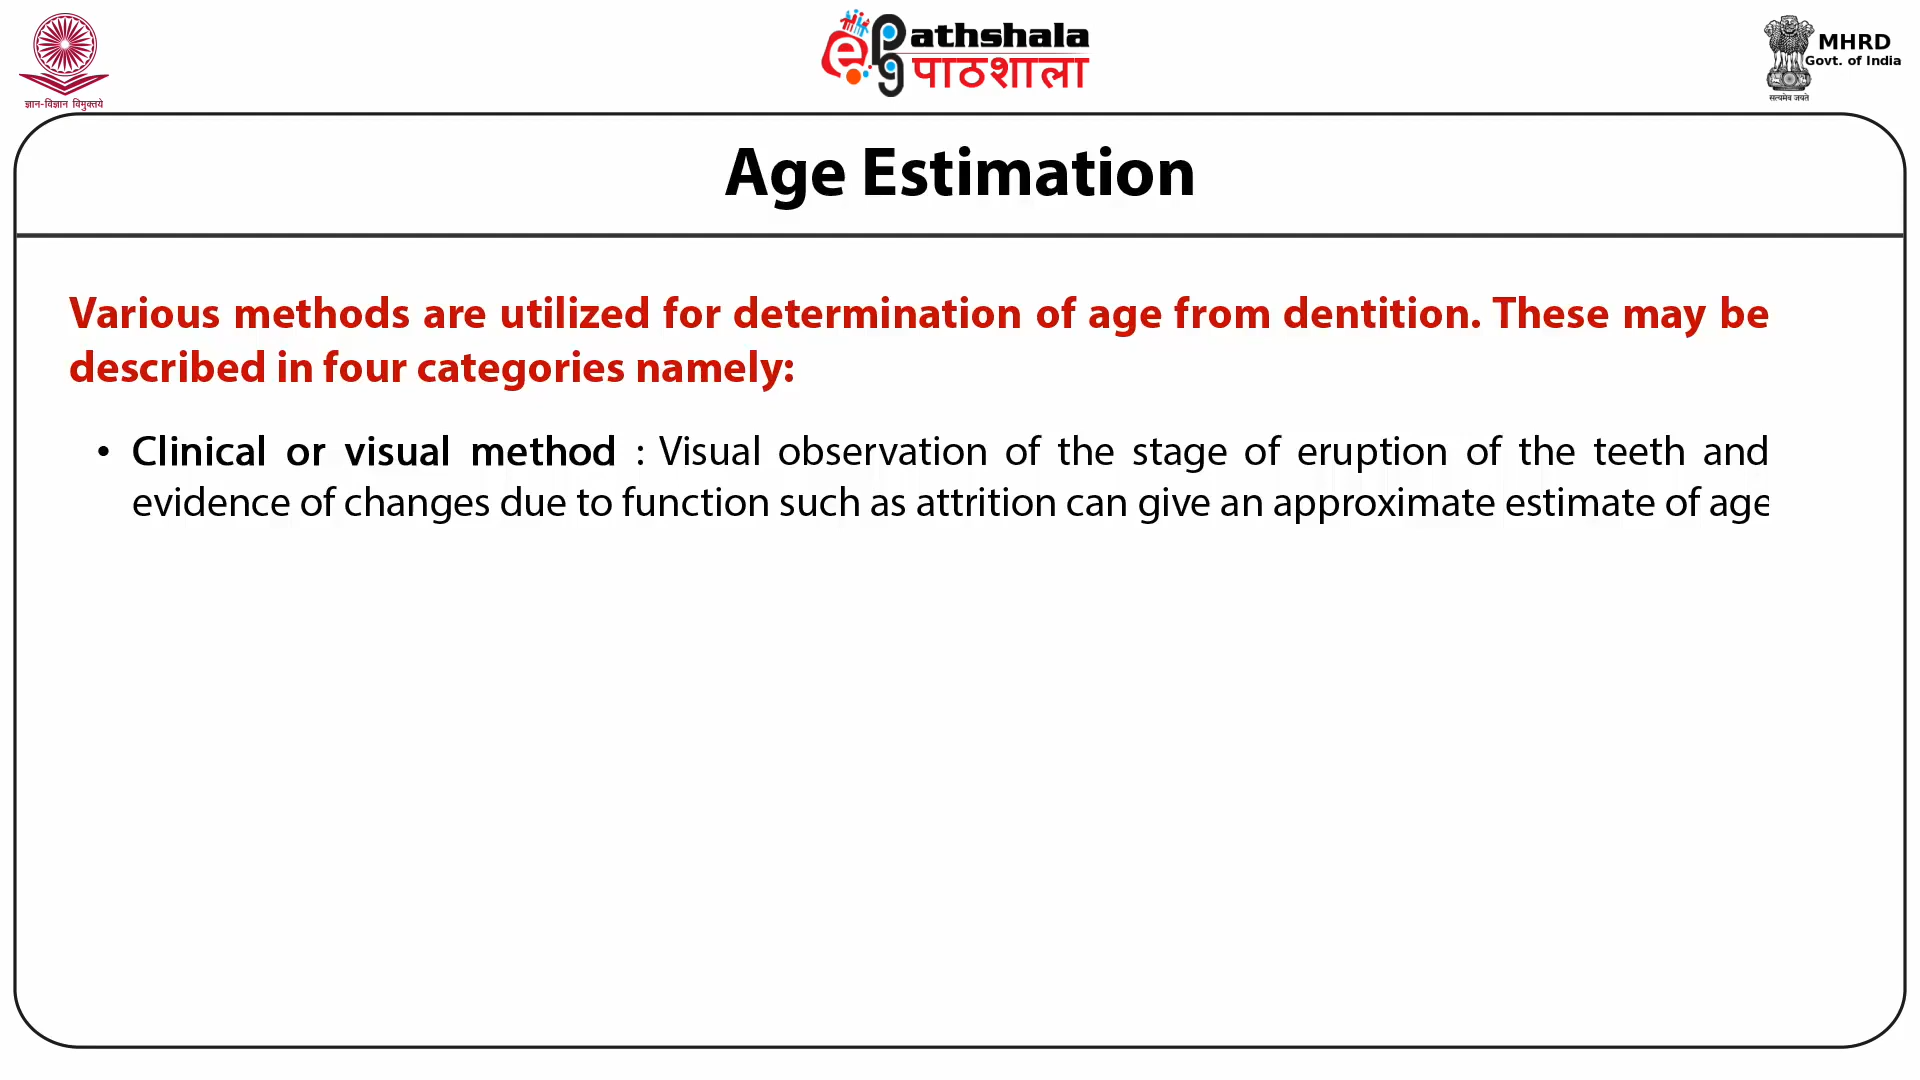 ज्ञान-विज्ञान विमुक्तये
ePg
athshala
पाठशाला
MHRD
Govt. of India
सत्यमेव जयते
Age Estimation
Various methods are utilized for determination of age from dentition. These may be
described in four categories namely:
• Clinical or visual method : Visual observation of the stage of eruption of the teeth and
evidence of changes due to function such as attrition can give an approximate estimate of age